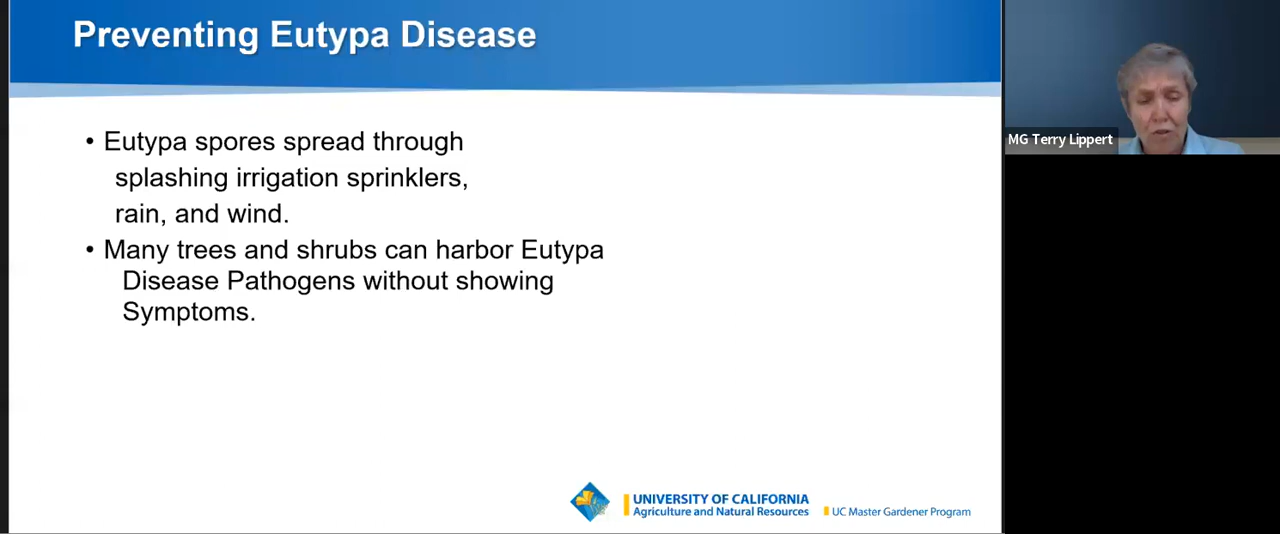 Preventing Eutypa Disease
MG Terry Lippert
• Eutypa spores spread through
splashing irrigation sprinklers,
rain, and wind.
• Many trees and shrubs can harbor Eutypa
Disease Pathogens without showing
Symptoms.
UNIVERSITY OF CALIFORNIA
Agriculture and Natural Resources
UC Master Gardener Program